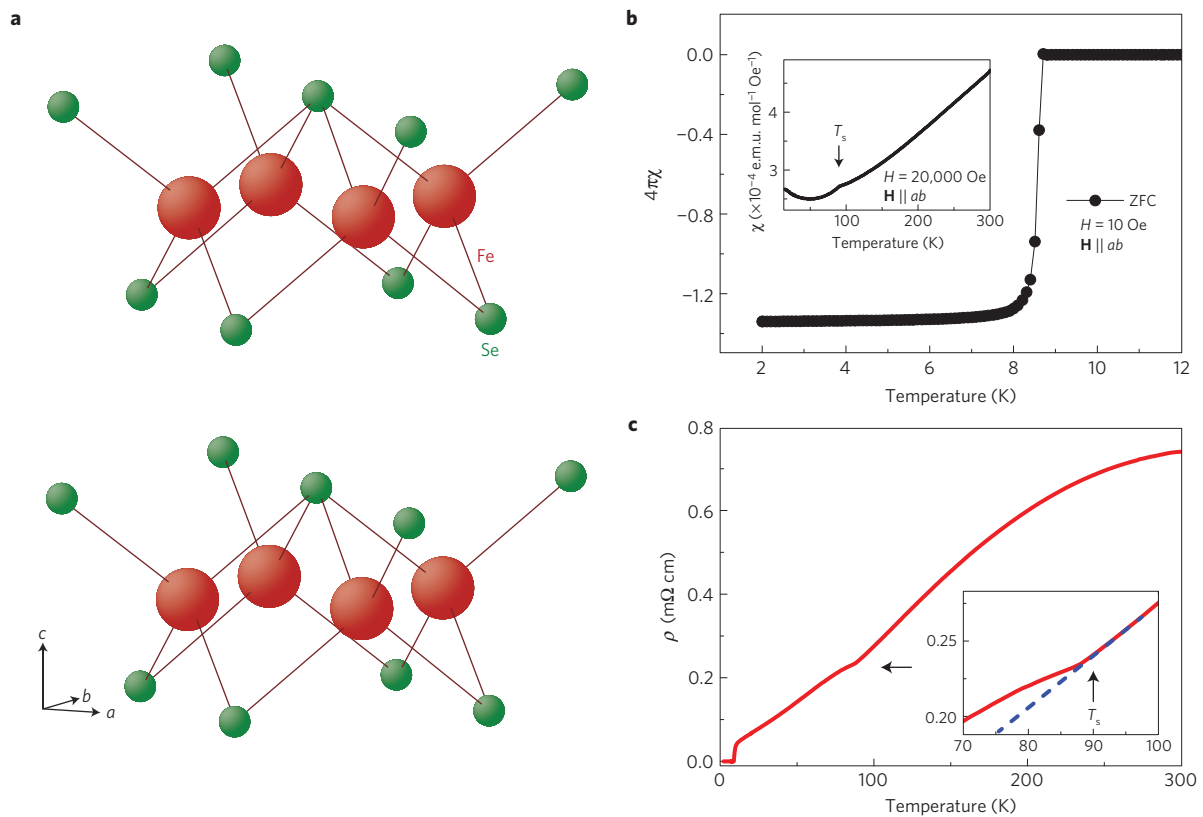 a
Fe
Se
c
b
a
b
4πχ
0.0
−0.4
−0.8
−1.2
2
4
6
8
10
12
Temperature (K)
ZFC
H = 10 Oe
H || ab
χ (×10⁻⁴ e.m.u. mol⁻¹ Oe⁻¹)
4
3
Ts
H = 20,000 Oe
H || ab
100
200
300
Temperature (K)
c
ρ (mΩ cm)
0.8
0.6
0.4
0.2
0.0
0
100
200
300
Temperature (K)
0.25
0.20
Ts
70
80
90
100